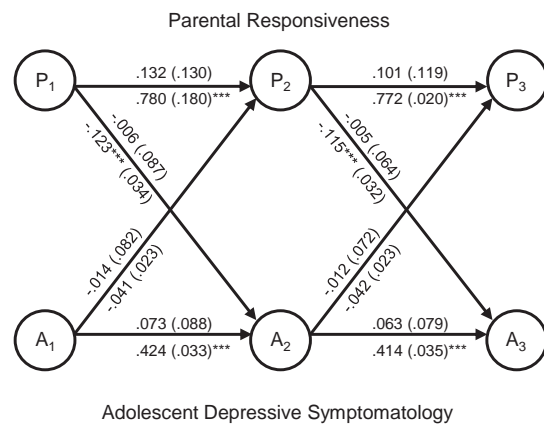 Parental Responsiveness
P1
.132 (.130)
.780 (.180)***
P2
.101 (.119)
.772 (.020)***
P3
-.006 (.087)
-.123*** (.034)
-.005 (.064)
-.115*** (.032)
-.014 (.082)
-.041 (.023)
-.012 (.072)
-.042 (.023)
A1
.073 (.088)
.424 (.033)***
A2
.063 (.079)
.414 (.035)***
A3
Adolescent Depressive Symptomatology